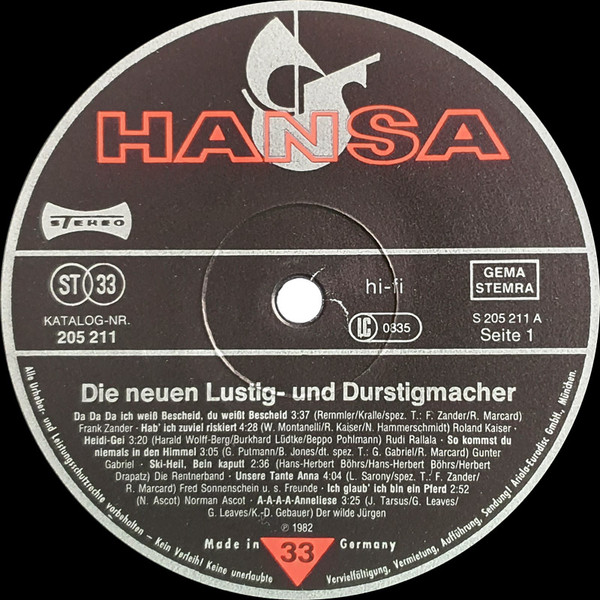 HANSA
STEREO
ST 33
hi-fi
GEMA
STEMRA
KATALOG-NR.
205 211
LC 0835
S 205 211 A
Seite 1
Die neuen Lustig- und Durstigmacher
Da Da Da ich weiß Bescheid, du weißt Bescheid 3:37 (Remmler/Kralle/spez. T.: F. Zander/R. Marcard)
Frank Zander · Hab' ich zuviel riskiert 4:28 (W. Montanelli/R. Kaiser/N. Hammerschmidt) Roland Kaiser ·
Heidi-Gei 3:20 (Harald Wolff-Berg/Burkhard Lüdtke/Beppo Pohlmann) Rudi Rallala · So kommst du
niemals in den Himmel 3:05 (G. Putmann/B. Jones/dt. spez. T.: G. Gabriel/R. Marcard) Gunter
Gabriel · Ski-Heil, Bein kaputt 2:36 (Hans-Herbert Böhrs/Hans-Herbert Böhrs/Herbert
Drapatz) Die Rentnerband · Unsere Tante Anna 4:04 (L. Sarony/spez. T.: F. Zander/
R. Marcard) Fred Sonnenschein u. s. Freunde · Ich glaub' ich bin ein Pferd 2:52
(N. Ascot) Norman Ascot · A-A-A-A-Anneliese 3:25 (J. Tarsus/G. Leaves/
G. Leaves/K.-D. Gebauer) Der wilde Jürgen
℗ 1982
Made in 33 Germany
Alle Urheber- und Leistungsschutzrechte vorbehalten – Kein Verleih! Keine unerlaubte Vervielfältigung, Vermietung, Aufführung, Sendung! Ariola-Eurodisc GmbH., München.